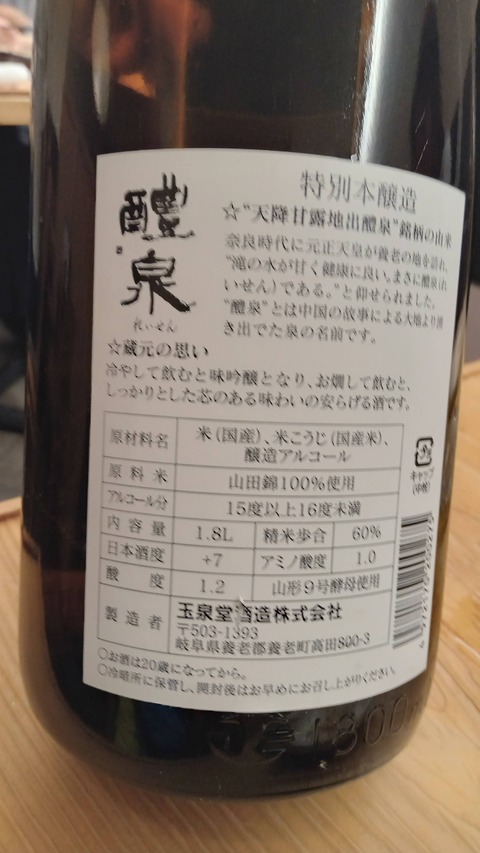 特別本醸造
醴泉
れいせん
☆"天降甘露地出醴泉"銘柄の由来
奈良時代に元正天皇が養老の地を訪れ、
"滝の水が甘く健康に良い。まさに醴泉(れ
いせん)である。"と仰せられました。
"醴泉"とは中国の故事による大地より湧
き出でた泉の名前です。
☆蔵元の思い
冷やして飲むと味吟醸となり、お燗して飲むと、
しっかりとした芯のある味わいの安らげる酒です。
原材料名 米(国産)、米こうじ(国産米)、
醸造アルコール
原料米 山田錦100%使用
アルコール分 15度以上16度未満
内容量 1.8L 精米歩合 60%
日本酒度 +7 アミノ酸度 1.0
酸度 1.2 山形9号酵母使用
製造者 玉泉堂酒造株式会社
〒503-1393
岐阜県養老郡養老町高田800-3
キャップ
○お酒は20歳になってから。
○冷暗所に保管し、開封後はお早めにお召し上がりください。